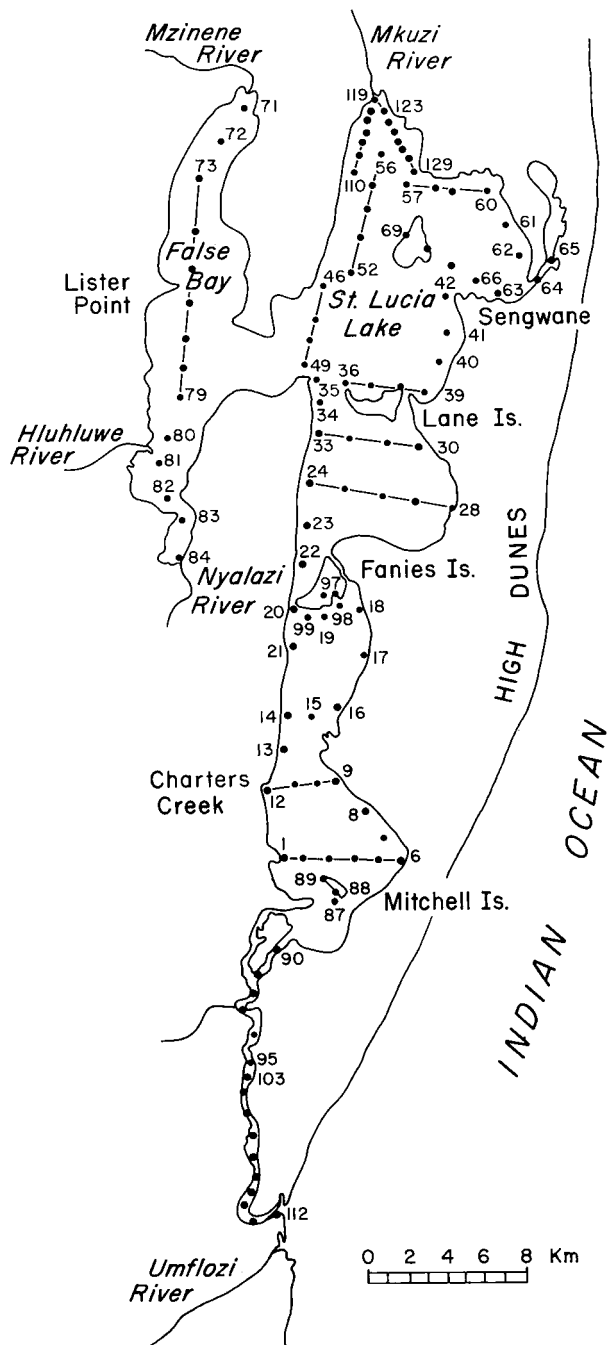 Mzinene
River
Mkuzi
River
71
119
123
72
56
129
73
110
57
60
69
61
False
Bay
62
65
Lister
Point
46
52
St. Lucia
Lake
42
66
63
64
Sengwane
41
49
36
40
35
39
79
34
Lane Is.
80
33
30
Hluhluwe
River
81
24
82
28
83
23
84
22
Fanies Is.
Nyalazi
River
97
20
99
19
98
18
21
17
HIGH DUNES
14
15
16
13
Charters
Creek
9
12
8
1
6
89
88
87
Mitchell Is.
90
INDIAN OCEAN
95
103
112
0 2 4 6 8 Km
Umflozi
River